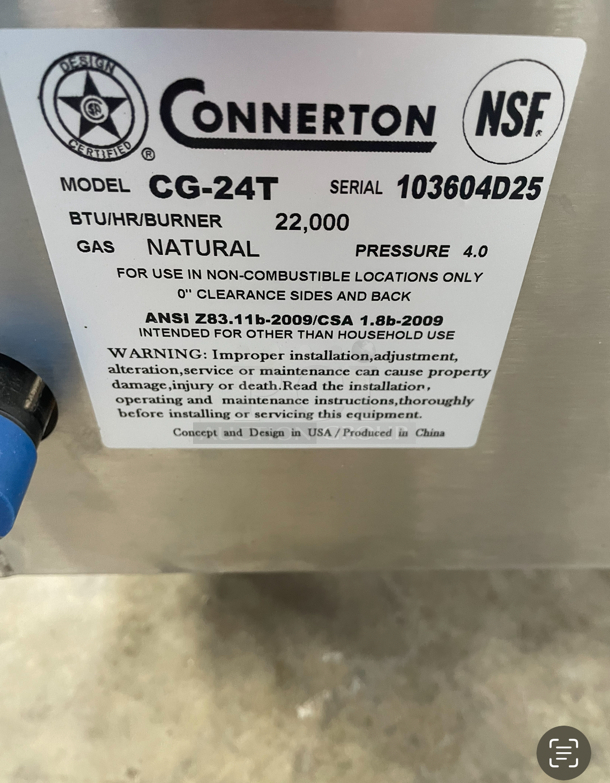 DESIGN
CERTIFIED ®
CONNERTON
NSF®
MODEL CG-24T SERIAL 103604D25
BTU/HR/BURNER 22,000
GAS NATURAL PRESSURE 4.0
FOR USE IN NON-COMBUSTIBLE LOCATIONS ONLY
0" CLEARANCE SIDES AND BACK
ANSI Z83.11b-2009/CSA 1.8b-2009
INTENDED FOR OTHER THAN HOUSEHOLD USE
WARNING: Improper installation,adjustment,
alteration,service or maintenance can cause property
damage,injury or death.Read the installation,
operating and maintenance instructions,thoroughly
before installing or servicing this equipment.
Concept and Design in USA/Produced in China